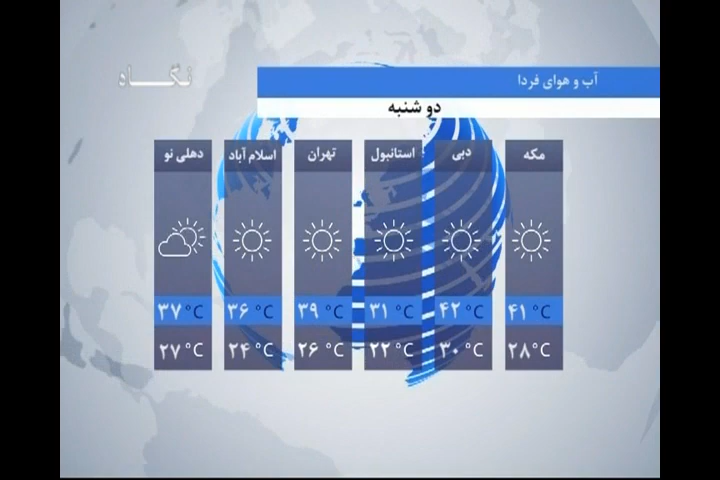 نگاه
آب و هوای فردا
دو شنبه
مکه دبی استانبول تهران اسلام آباد دهلی نو
۴۱ °C ۴۲ °C ۳۱ °C ۳۹ °C ۳۶ °C ۳۷ °C
۲۸ °C ۳۰ °C ۲۲ °C ۲۶ °C ۲۴ °C ۲۷ °C